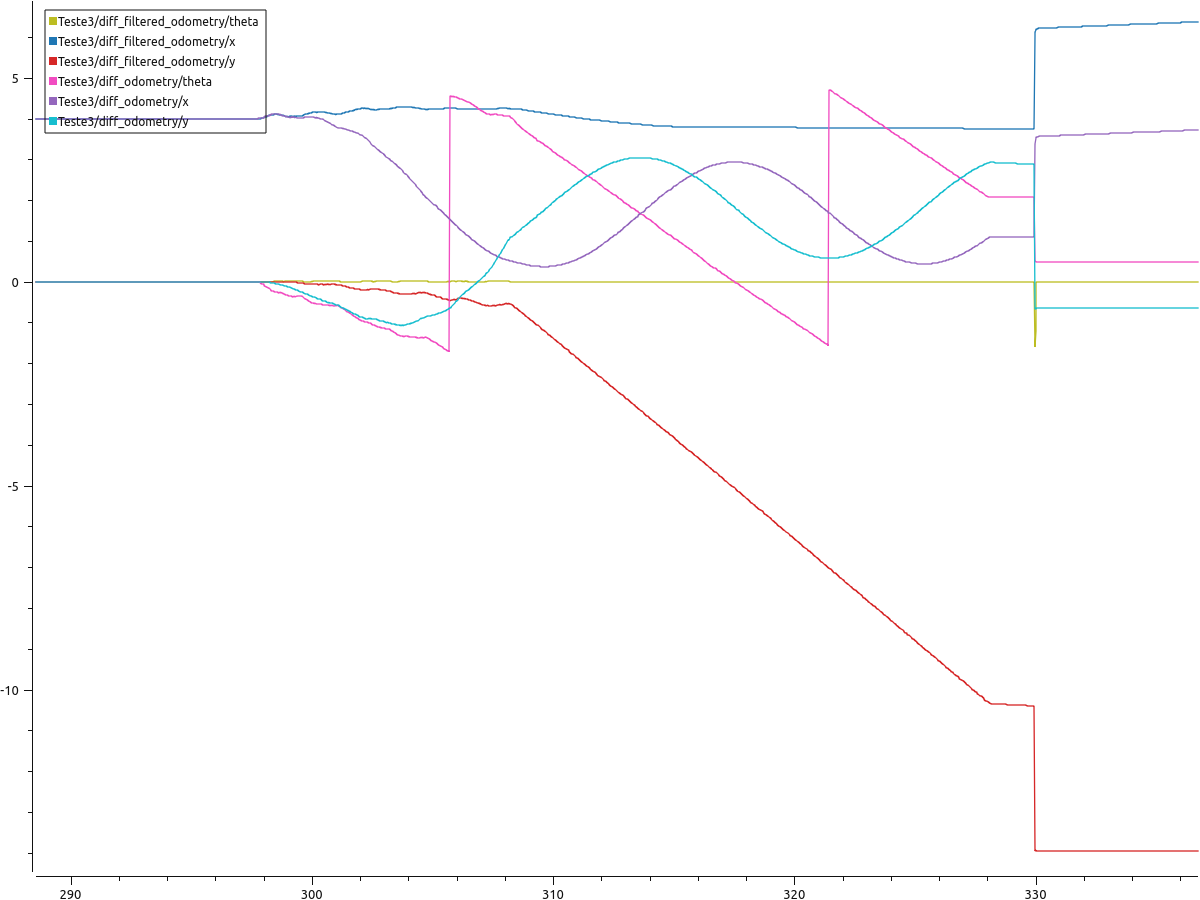 Teste3/diff_filtered_odometry/theta
Teste3/diff_filtered_odometry/x
Teste3/diff_filtered_odometry/y
Teste3/diff_odometry/theta
Teste3/diff_odometry/x
Teste3/diff_odometry/y
5
0
-5
-10
290 300 310 320 330